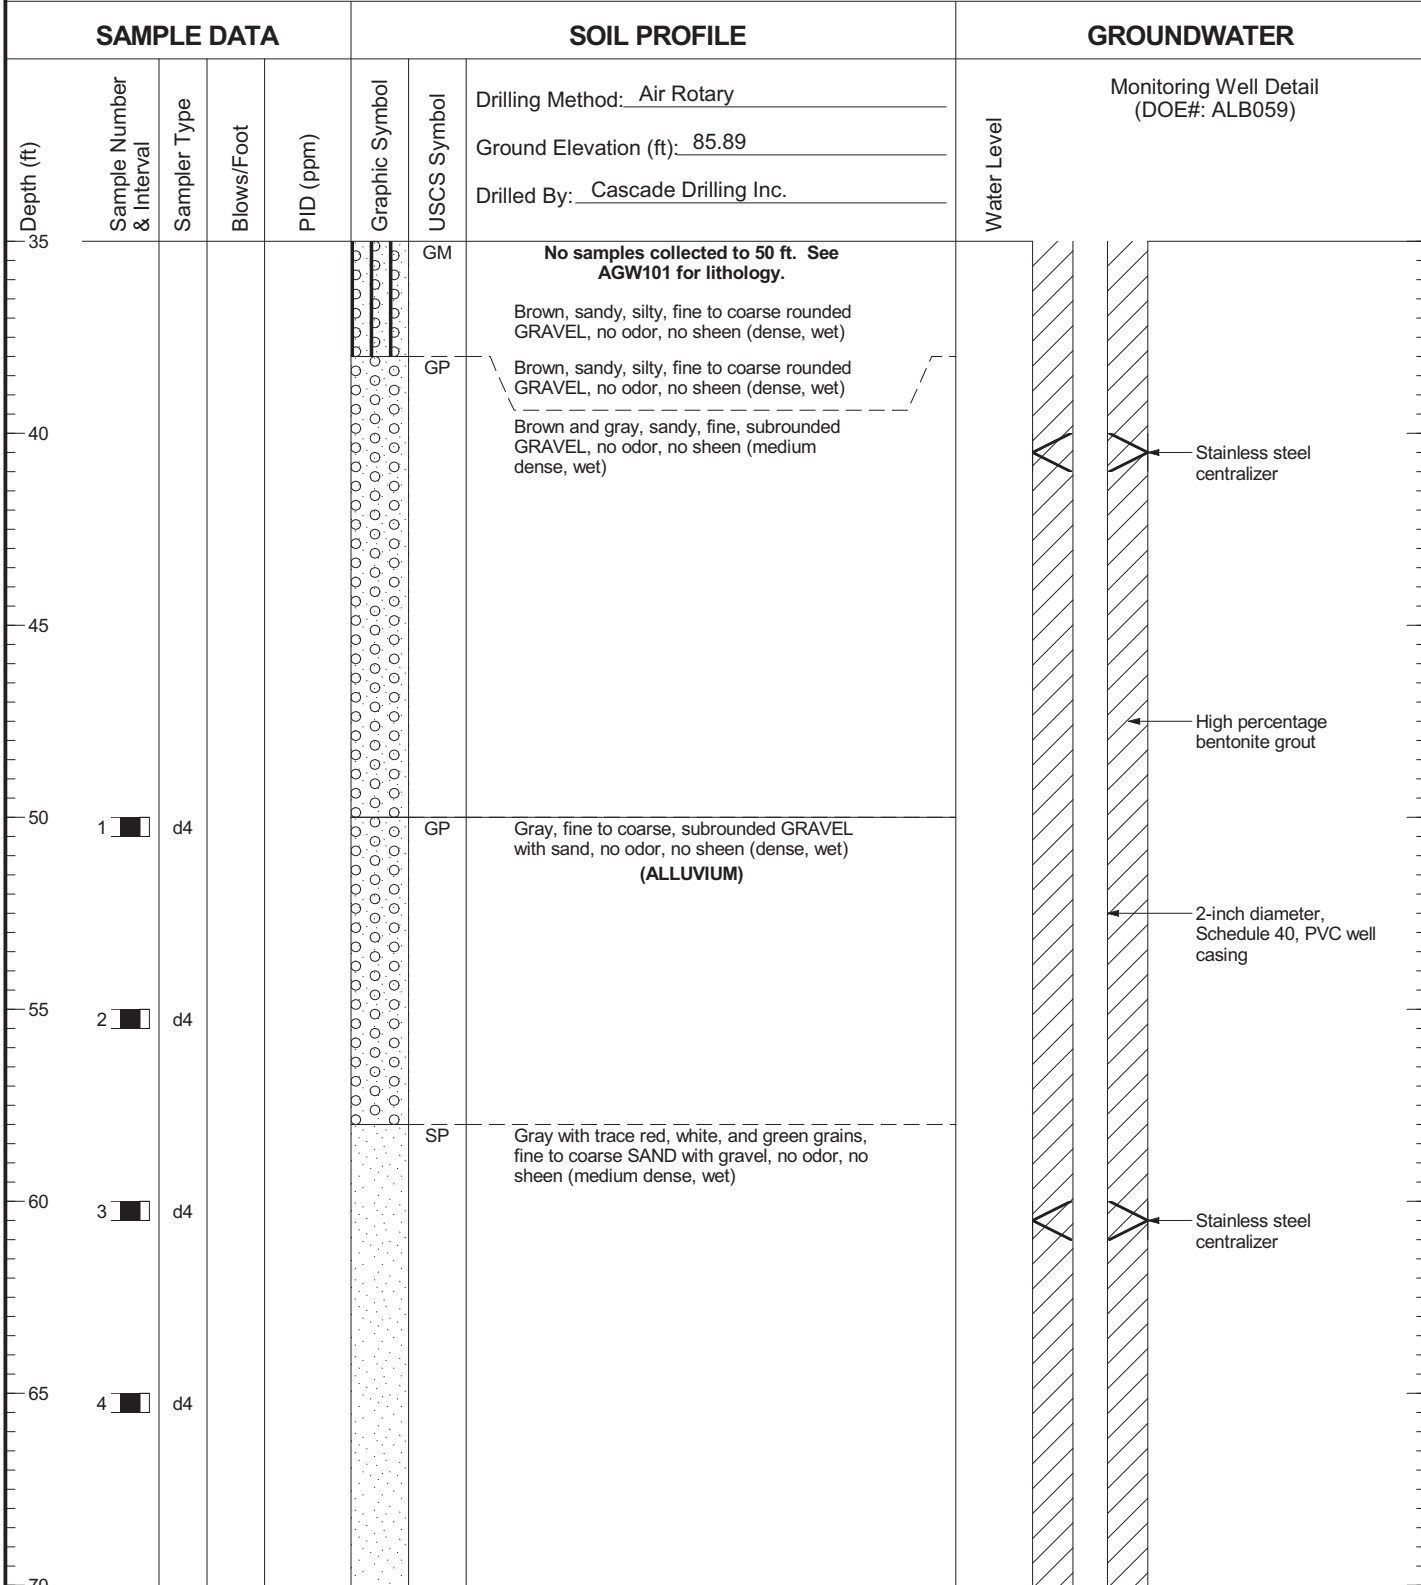 SAMPLE DATA
SOIL PROFILE
GROUNDWATER
Depth (ft)
Sample Number
& Interval
Sampler Type
Blows/Foot
PID (ppm)
Graphic Symbol
USCS Symbol
Drilling Method: Air Rotary
Ground Elevation (ft): 85.89
Drilled By: Cascade Drilling Inc.
Water Level
Monitoring Well Detail
(DOE#: ALB059)
35
GM
No samples collected to 50 ft. See
AGW101 for lithology.
Brown, sandy, silty, fine to coarse rounded
GRAVEL, no odor, no sheen (dense, wet)
GP
Brown, sandy, silty, fine to coarse rounded
GRAVEL, no odor, no sheen (dense, wet)
Brown and gray, sandy, fine, subrounded
GRAVEL, no odor, no sheen (medium
dense, wet)
40
Stainless steel
centralizer
45
High percentage
bentonite grout
50
1 d4
GP
Gray, fine to coarse, subrounded GRAVEL
with sand, no odor, no sheen (dense, wet)
(ALLUVIUM)
2-inch diameter,
Schedule 40, PVC well
casing
55
2 d4
SP
Gray with trace red, white, and green grains,
fine to coarse SAND with gravel, no odor, no
sheen (medium dense, wet)
60
3 d4
Stainless steel
centralizer
65
4 d4
70